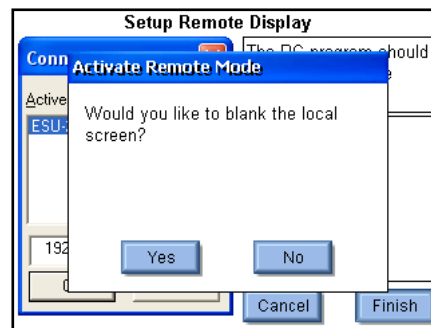 Setup Remote Display
Conn
The PC program should
Activate Remote Mode
e
Active
Would you like to blank the local
screen?
ESU-
192
Yes
No
Cancel
Finish